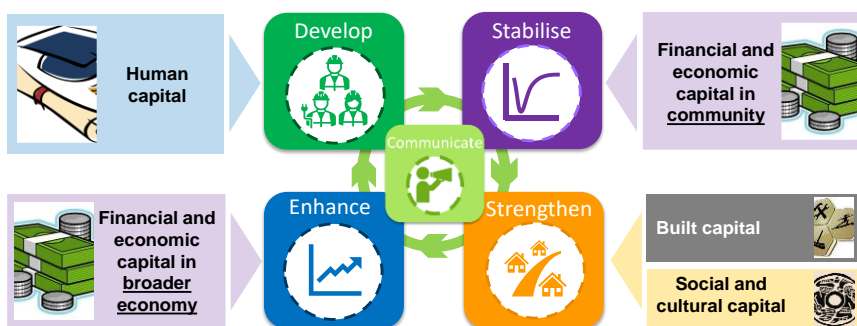 Develop
Stabilise
Human
capital
Financial and
economic
capital in
community
Communicate
Enhance
Strengthen
Financial and
economic
capital in
broader
economy
Built capital
Social and
cultural capital